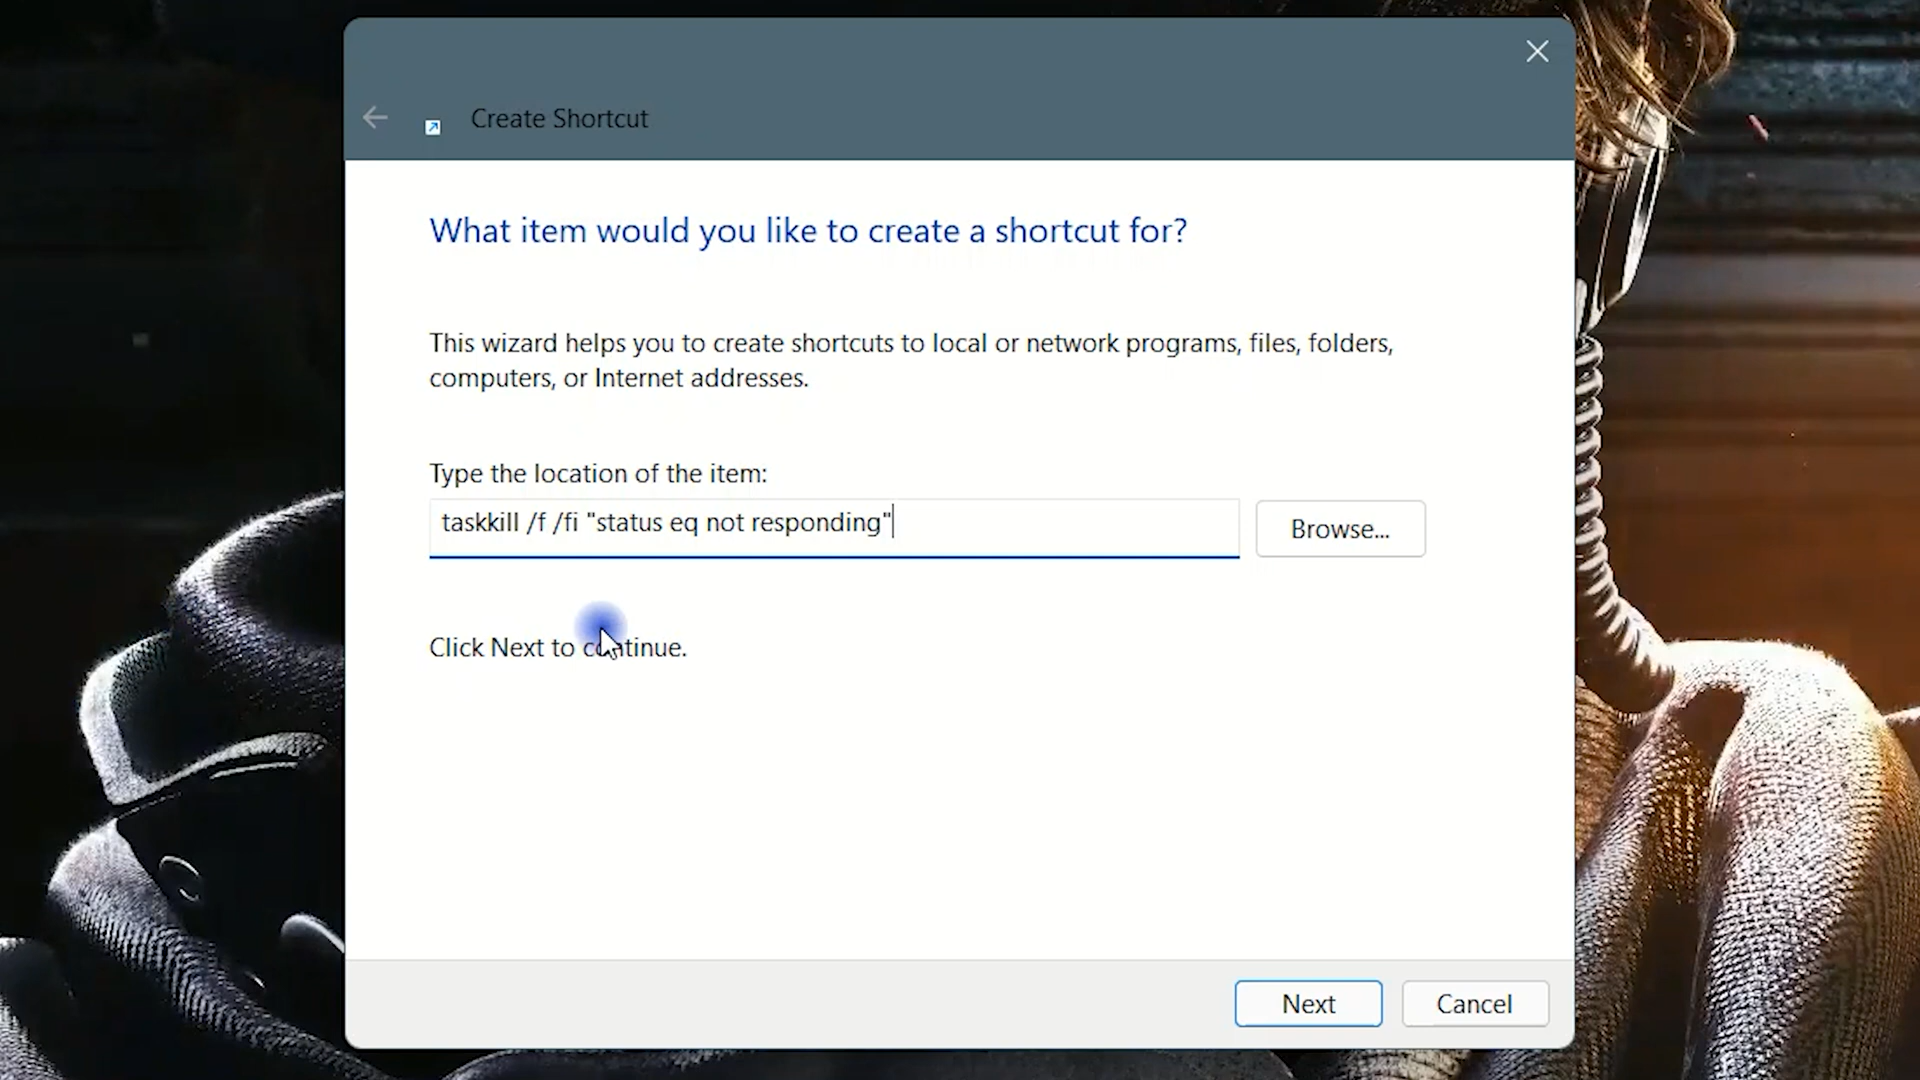 Create Shortcut
What item would you like to create a shortcut for?
This wizard helps you to create shortcuts to local or network programs, files, folders,
computers, or Internet addresses.
Type the location of the item:
taskkill /f /fi "status eq not responding"
Browse...
Click Next to continue.
Next
Cancel